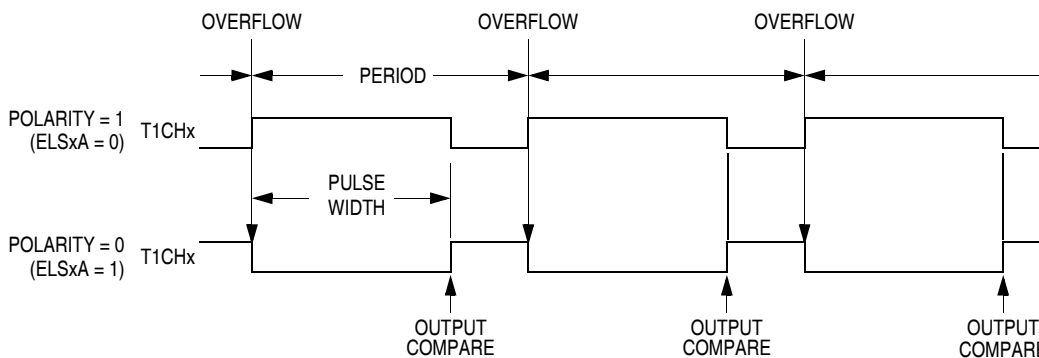 OVERFLOW OVERFLOW OVERFLOW
PERIOD
POLARITY = 1
(ELSxA = 0)
T1CHx
PULSE
WIDTH
POLARITY = 0
(ELSxA = 1)
T1CHx
OUTPUT
COMPARE
OUTPUT
COMPARE
OUTPUT
COMPARE